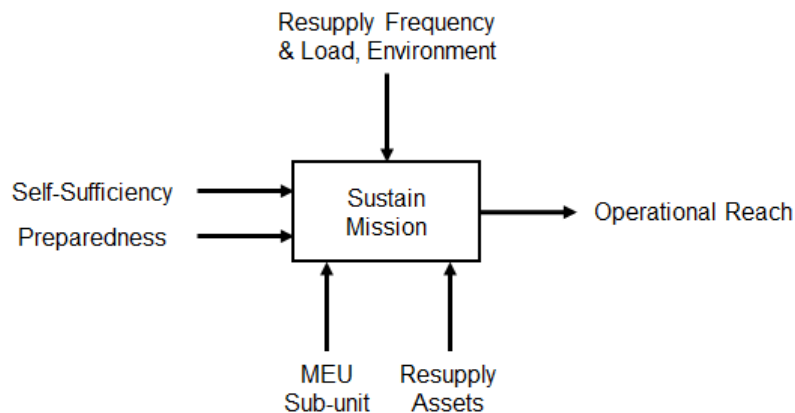 Resupply Frequency
& Load, Environment
Self-Sufficiency
Preparedness
Sustain
Mission
Operational Reach
MEU
Sub-unit
Resupply
Assets